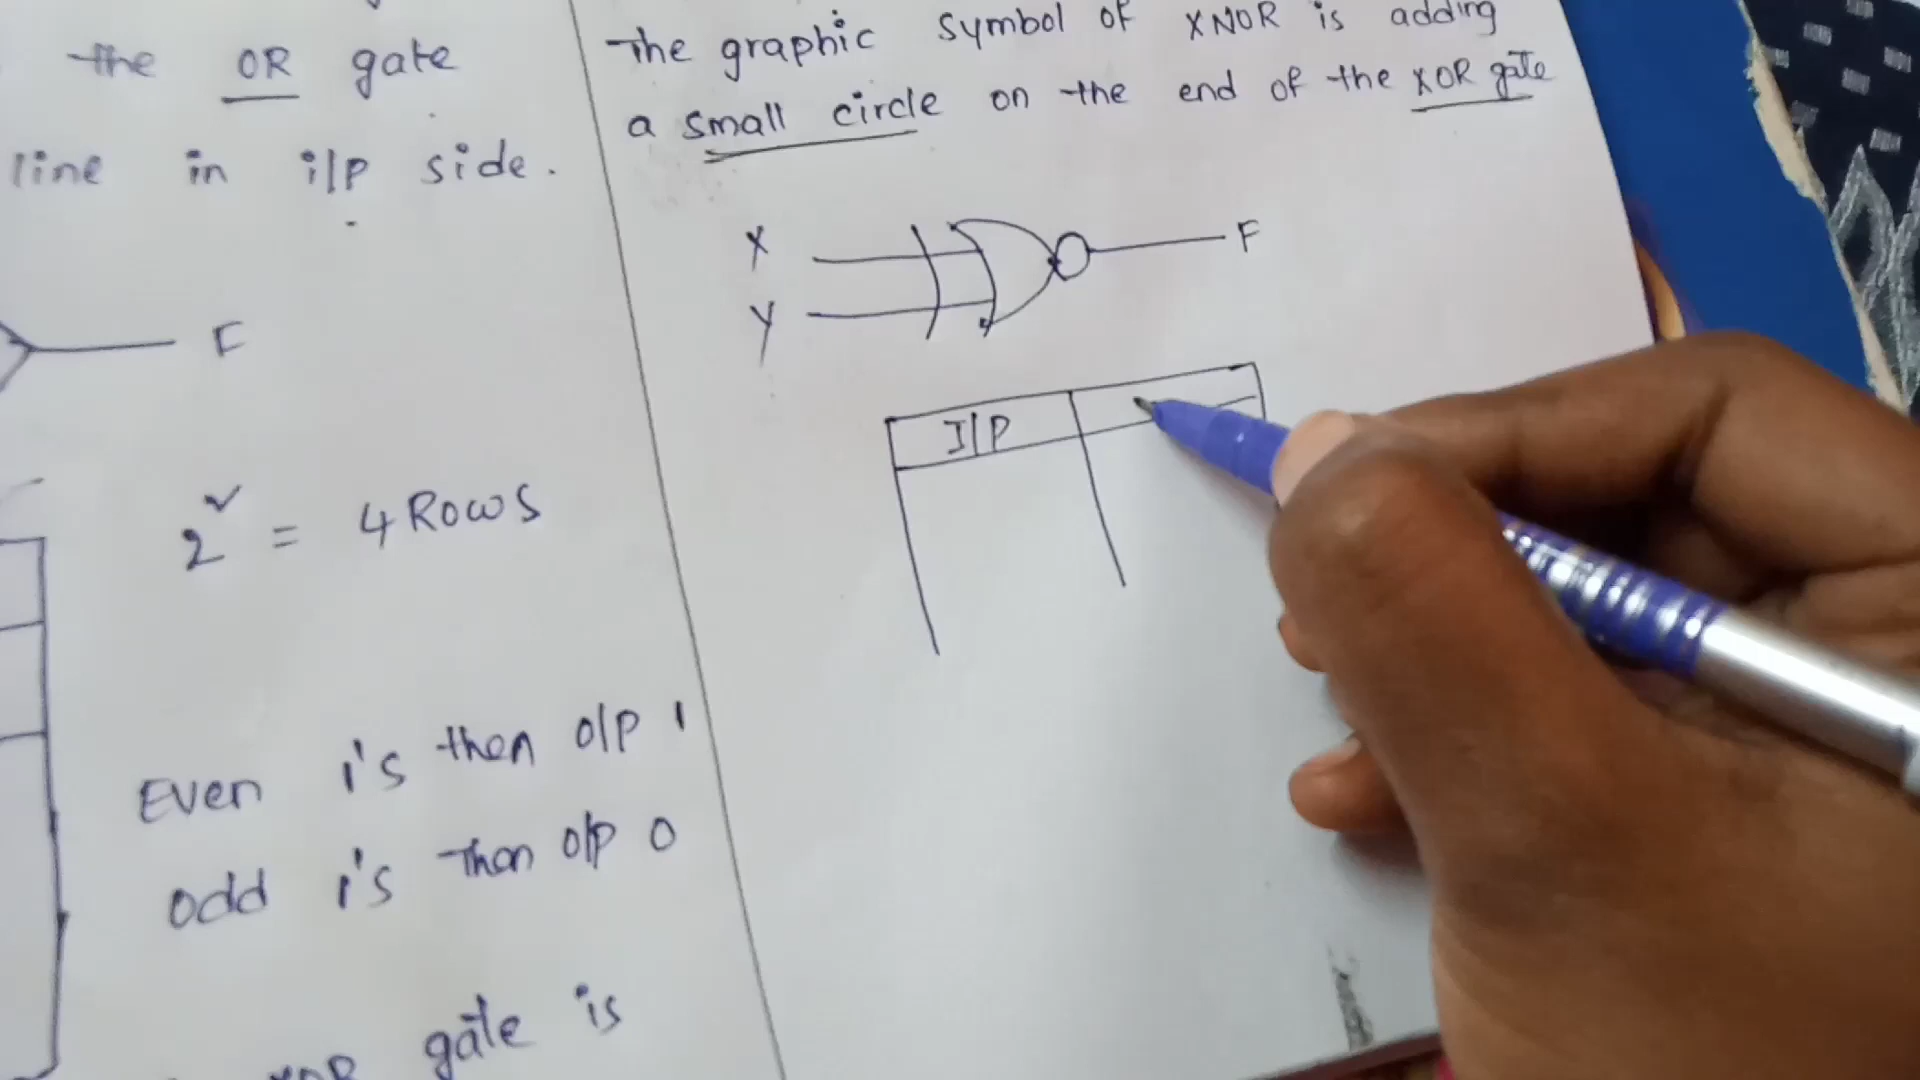 the OR gate
line in i/p side.
F
2² = 4 Rows
Even 1's then o/p 1
odd 1's then o/p 0
gate is
The graphic symbol of XNOR is adding
a small circle on the end of the XOR gate
X
Y
F
I/P